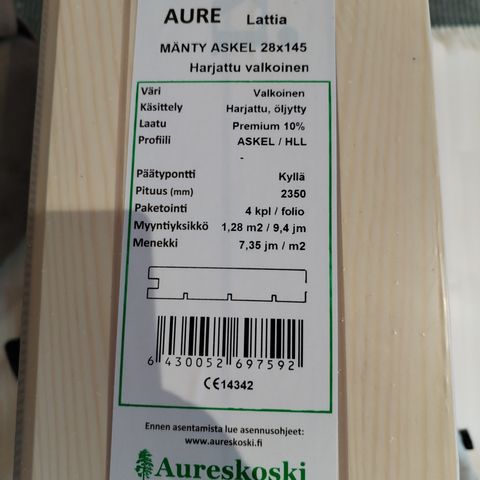 AURE Lattia
MÄNTY ASKEL 28x145
Harjattu valkoinen
Väri Valkoinen
Käsittely Harjattu, öljytty
Laatu Premium 10%
Profiili ASKEL / HLL
-
Päätypontti Kyllä
Pituus (mm) 2350
Paketointi 4 kpl / folio
Myyntiyksikkö 1,28 m2 / 9,4 jm
Menekki 7,35 jm / m2
6 430052 697592
CE14342
Ennen asentamista lue asennusohjeet:
www.aureskoski.fi
Aureskoski